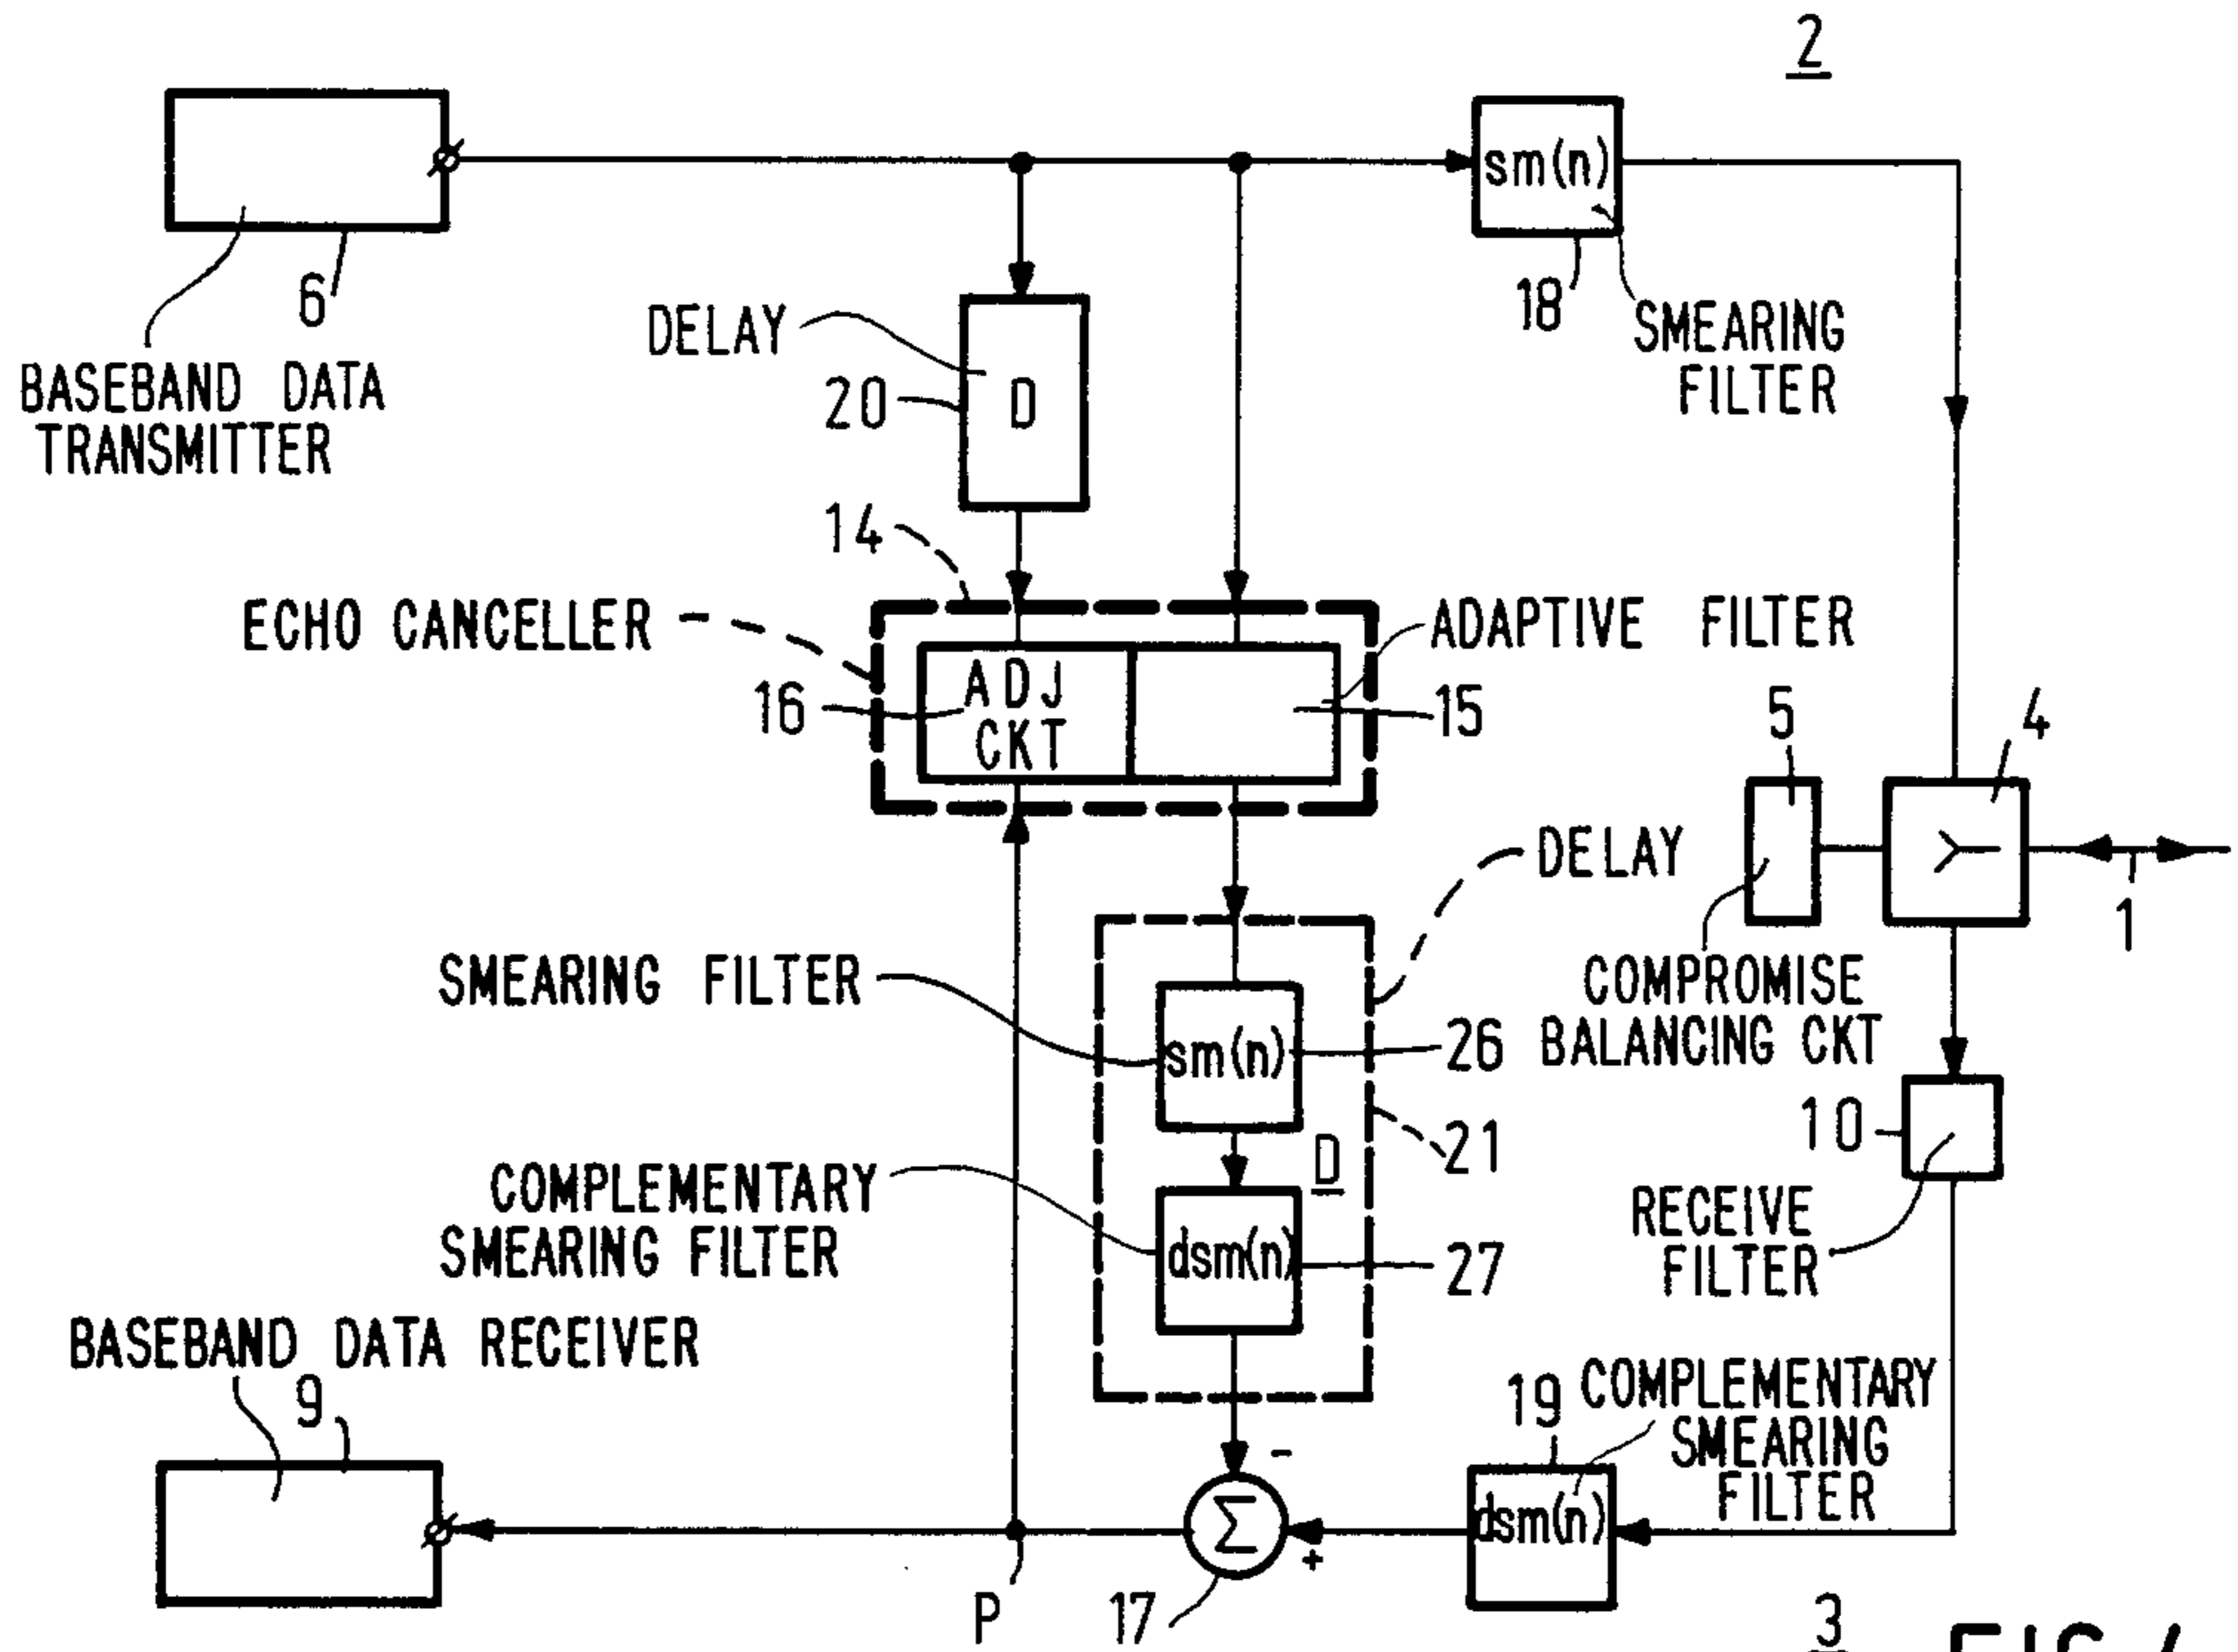 2
sm(n)
18
SMEARING
FILTER
6
BASEBAND DATA
TRANSMITTER
DELAY
20
D
14
ECHO CANCELLER
ADAPTIVE FILTER
16
ADJ
CKT
15
5
4
1
DELAY
COMPROMISE
BALANCING CKT
SMEARING FILTER
sm(n)
26
D
21
10
RECEIVE
FILTER
COMPLEMENTARY
SMEARING FILTER
dsm(n)
27
BASEBAND DATA RECEIVER
9
19
COMPLEMENTARY
SMEARING
FILTER
dsm(n)
-
Σ
+
P
17
3